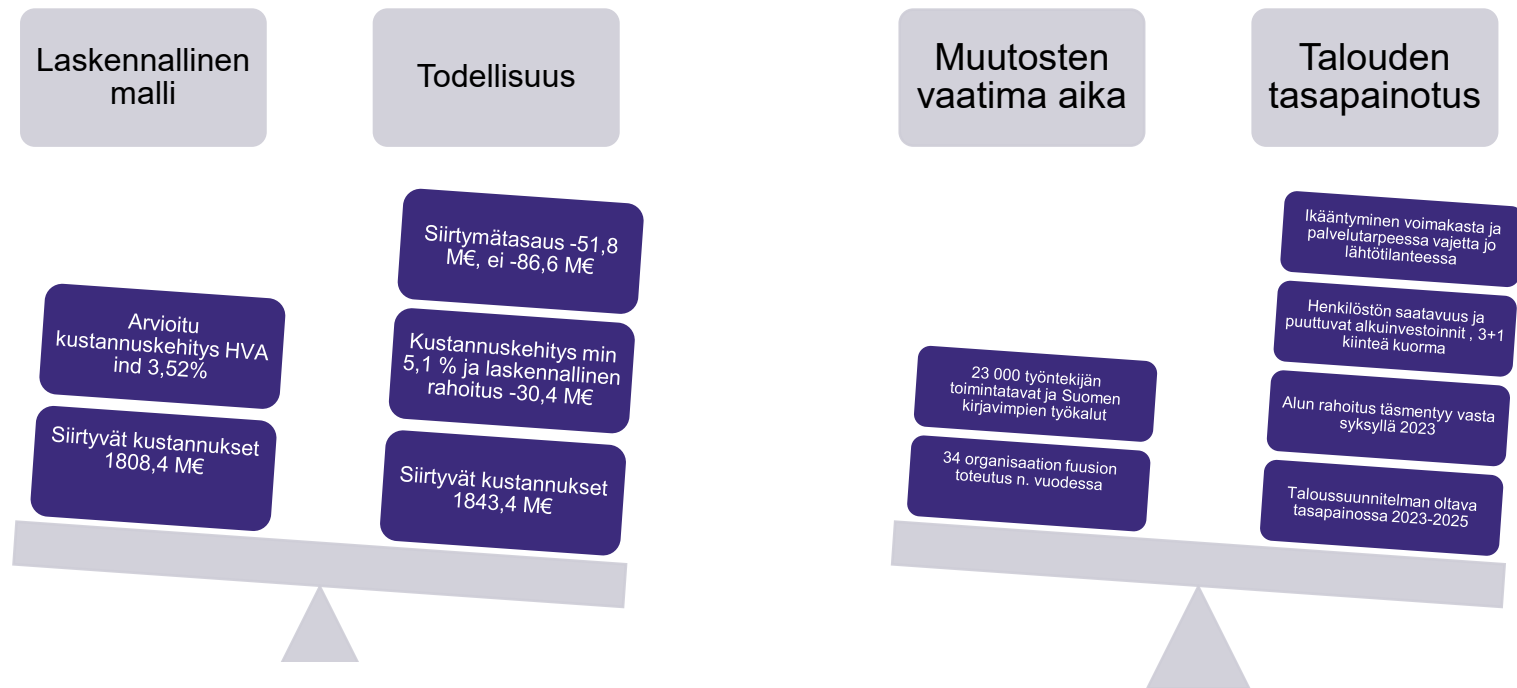 Laskennallinen
malli
Todellisuus
Arvioitu
kustannuskehitys HVA
ind 3,52%
Siirtyvät kustannukset
1808,4 M€
Siirtymätasaus -51,8
M€, ei -86,6 M€
Kustannuskehitys min
5,1 % ja laskennallinen
rahoitus -30,4 M€
Siirtyvät kustannukset
1843,4 M€
Muutosten
vaatima aika
Talouden
tasapainotus
23 000 työntekijän
toimintatavat ja Suomen
kirjavimpien työkalut
34 organisaation fuusion
toteutus n. vuodessa
Ikääntyminen voimakasta ja
palvelutarpeessa vajetta jo
lähtötilanteessa
Henkilöstön saatavuus ja
puuttuvat alkuinvestoinnit , 3+1
kiinteä kuorma
Alun rahoitus täsmentyy vasta
syksyllä 2023
Taloussuunnitelman oltava
tasapainossa 2023-2025